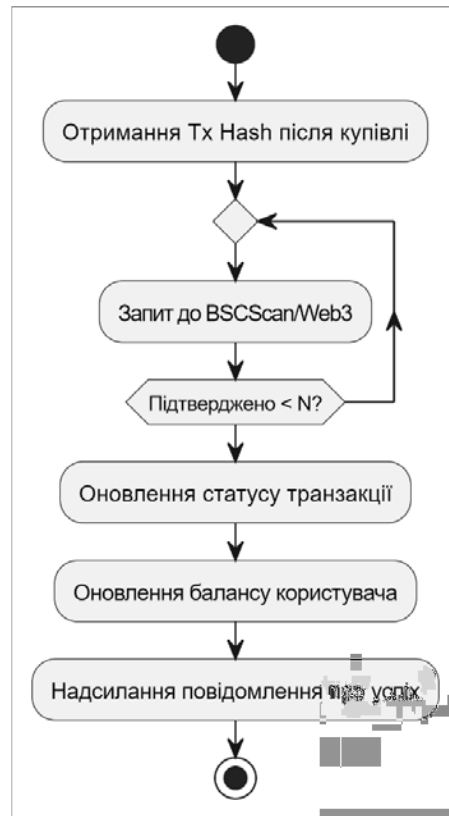 Отримання Tx Hash після купівлі
Запит до BSCScan/Web3
Підтверджено < N?
Оновлення статусу транзакції
Оновлення балансу користувача
Надсилання повідомлення про успіх